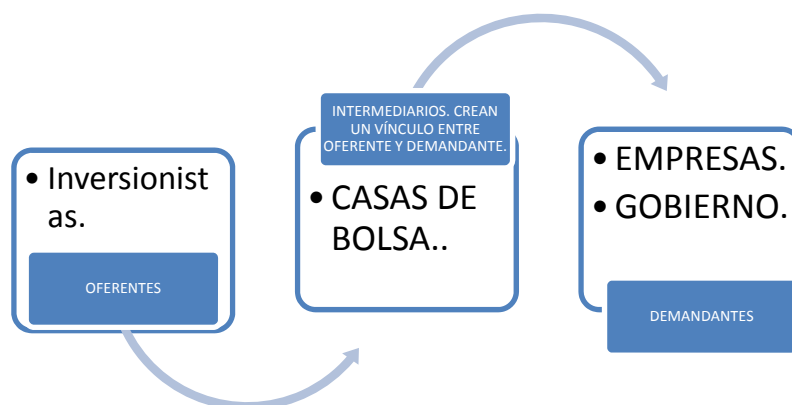 • Inversionist
as.
OFERENTES
INTERMEDIARIOS. CREAN
UN VÍNCULO ENTRE
OFERENTE Y DEMANDANTE.
• CASAS DE
BOLSA..
• EMPRESAS.
• GOBIERNO.
DEMANDANTES